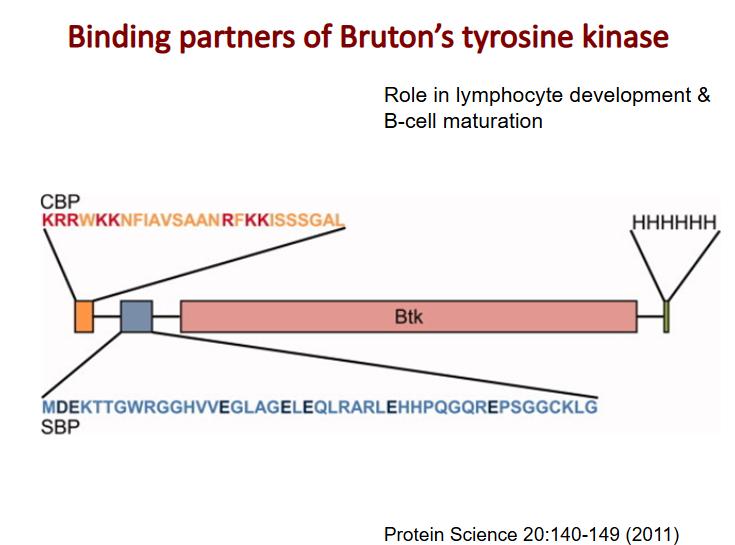 Binding partners of Bruton's tyrosine kinase
Role in lymphocyte development &
B-cell maturation
CBP
KRRWKKNFIAVSAANRFKKISSSGAL
HHHHHH
Btk
MDEKTTGWRGGHVVEGLAGELEQLRARLEHHPQGQREPSGGCKLG
SBP
Protein Science 20:140-149 (2011)